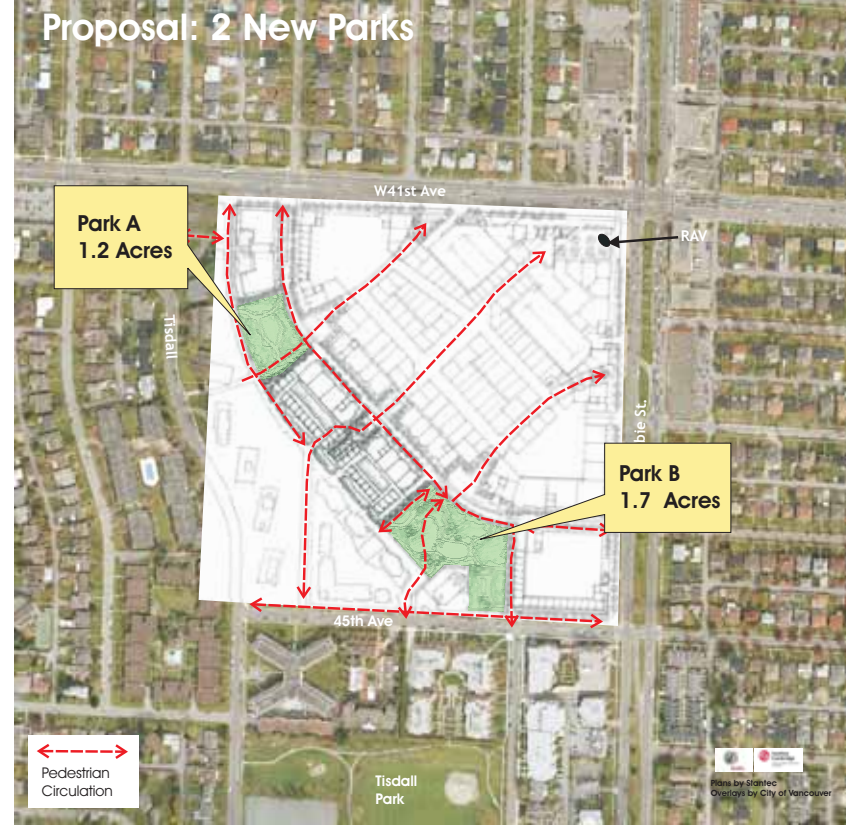 Proposal: 2 New Parks
W41st Ave
Park A
1.2 Acres
RAV
Tisdall
bie St.
Park B
1.7 Acres
45th Ave
Pedestrian
Circulation
Tisdall
Park
Plans by Stantec
Overlays by City of Vancouver